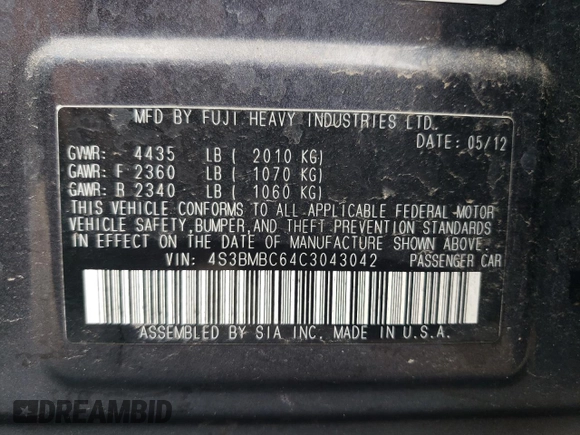 MFD BY FUJI HEAVY INDUSTRIES LTD.
DATE: 05/12
GVWR: 4435 LB ( 2010 KG)
GAWR: F 2360 LB ( 1070 KG)
GAWR: R 2340 LB ( 1060 KG)
THIS VEHICLE CONFORMS TO ALL APPLICABLE FEDERAL MOTOR
VEHICLE SAFETY, BUMPER, AND THEFT PREVENTION STANDARDS
IN EFFECT ON THE DATE OF MANUFACTURE SHOWN ABOVE.
VIN: 4S3BMBC64C3043042 PASSENGER CAR
ASSEMBLED BY SIA INC. MADE IN U.S.A.
DREAMBID